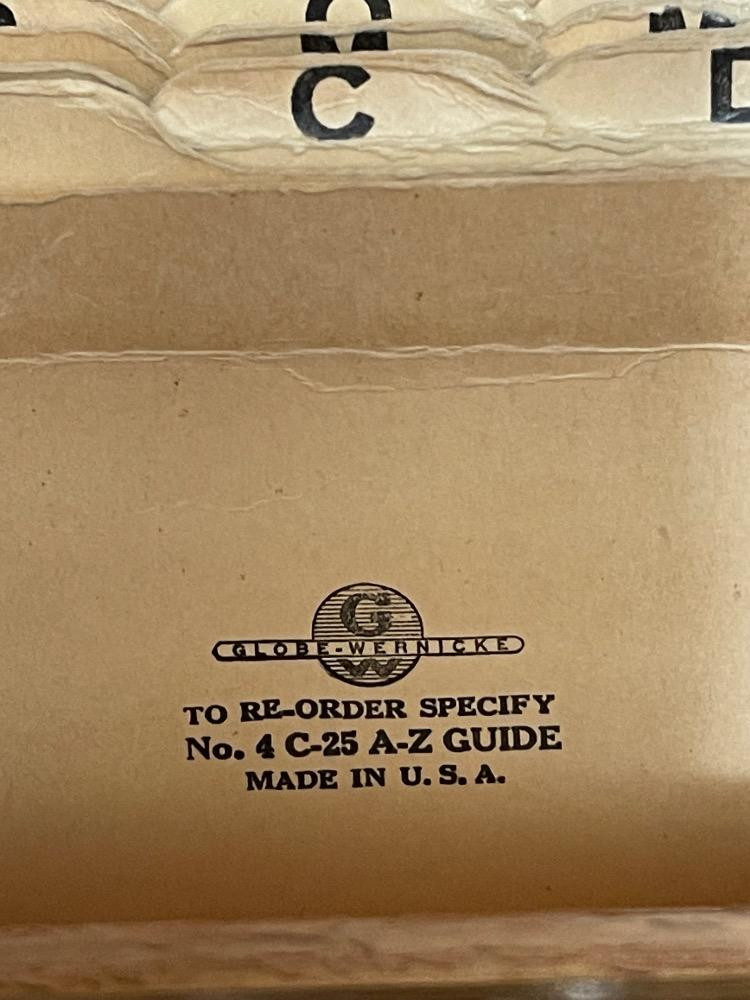 C
G
GLOBE-WERNICKE
W
TO RE-ORDER SPECIFY
No. 4 C-25 A-Z GUIDE
MADE IN U. S. A.